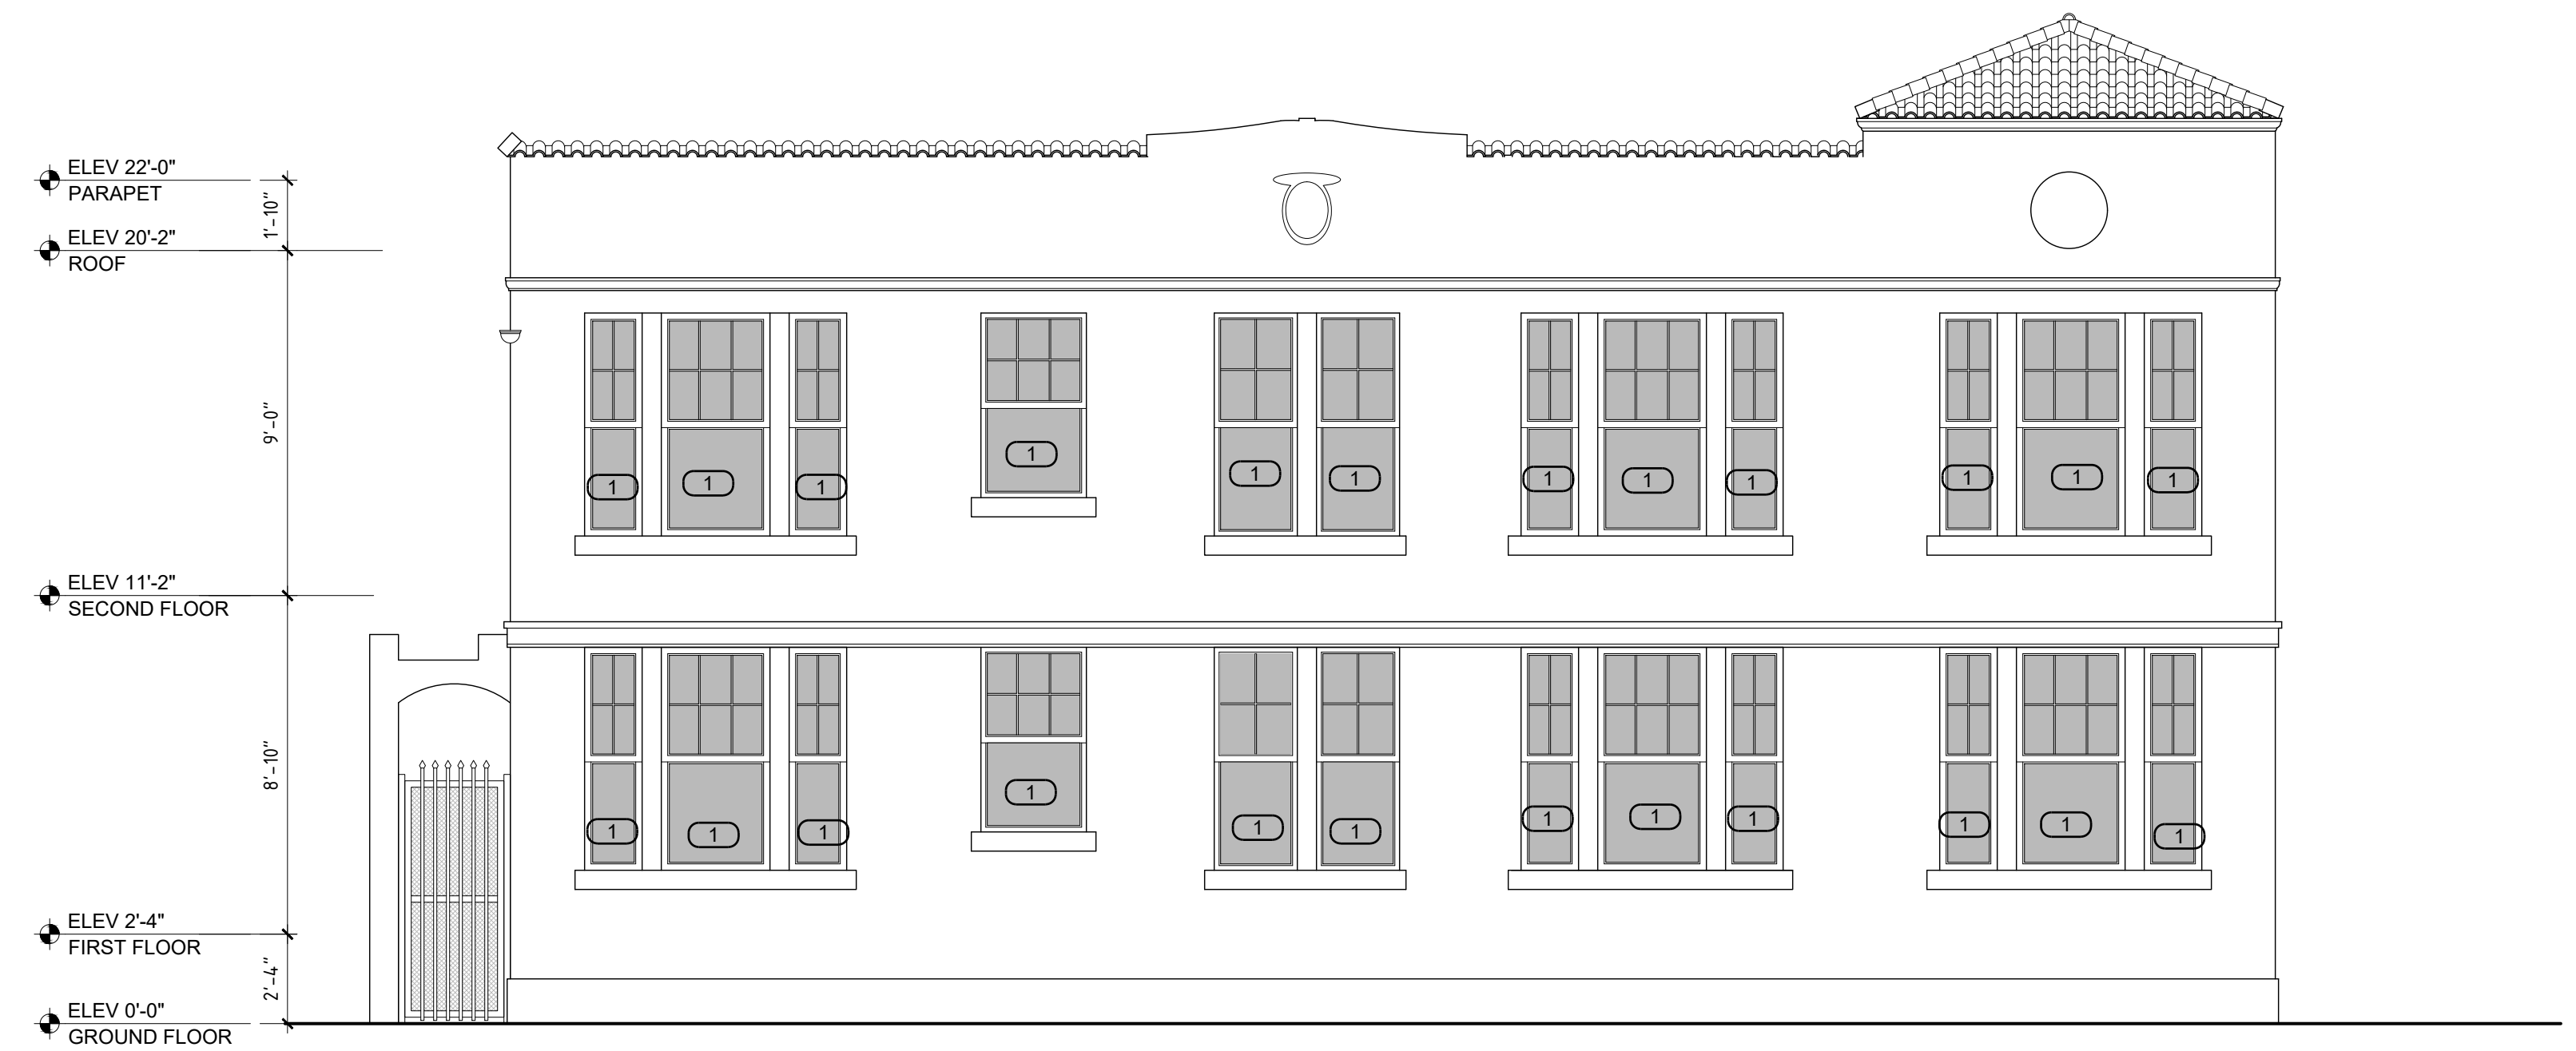 ELEV 22'-0"
PARAPET
1'-10"
ELEV 20'-2"
ROOF
9'-0"
1 1 1 1 1 1 1 1 1 1 1 1
ELEV 11'-2"
SECOND FLOOR
8'-10"
1 1 1 1 1 1 1 1 1 1 1 1
ELEV 2'-4"
FIRST FLOOR
2'-4"
ELEV 0'-0"
GROUND FLOOR